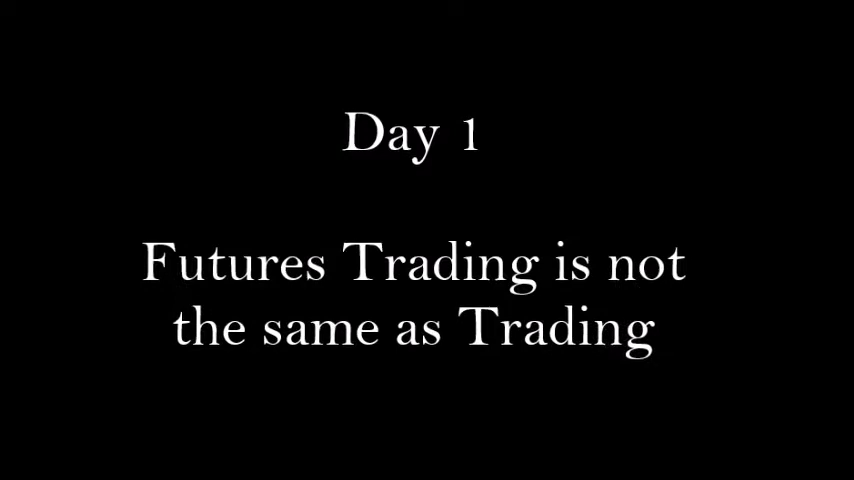 Day 1
Futures Trading is not
the same as Trading